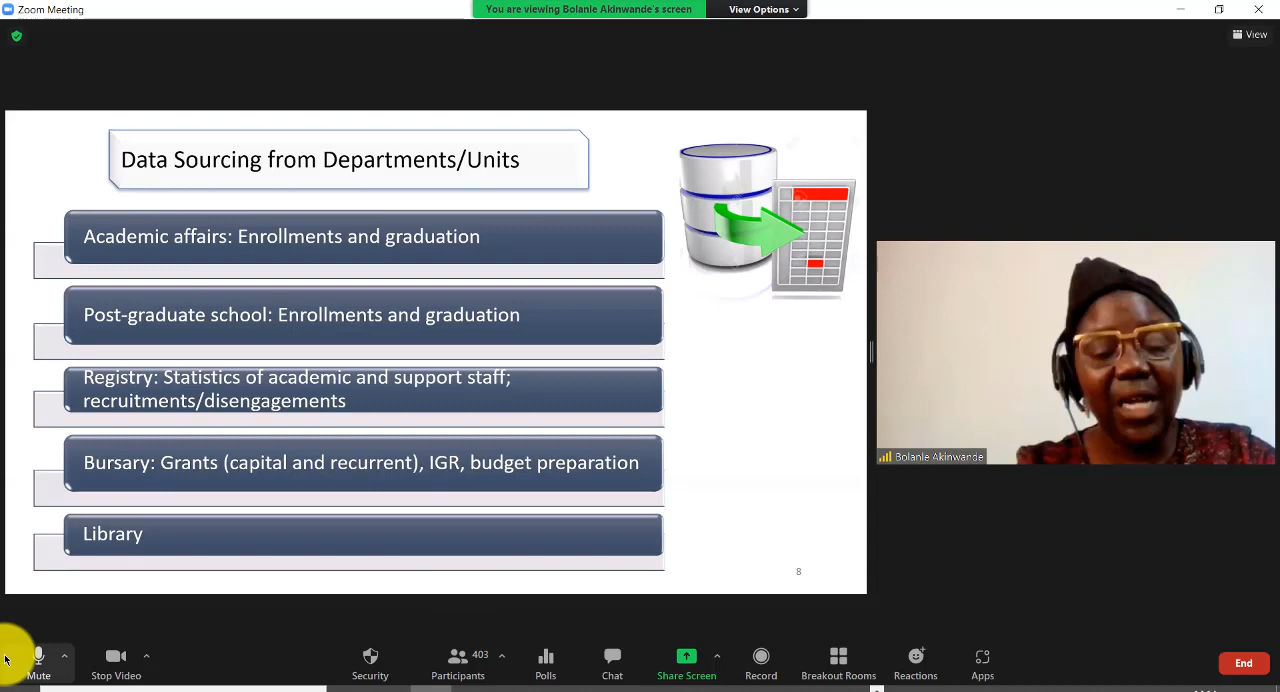 Zoom Meeting
You are viewing Bolanle Akinwande's screen
View Options
View
Data Sourcing from Departments/Units
Academic affairs: Enrollments and graduation
Post-graduate school: Enrollments and graduation
Registry: Statistics of academic and support staff;
recruitments/disengagements
Bursary: Grants (capital and recurrent), IGR, budget preparation
Library
8
Bolanle Akinwande
Mute
Stop Video
Security
403
Participants
Polls
Chat
Share Screen
Record
Breakout Rooms
Reactions
Apps
End